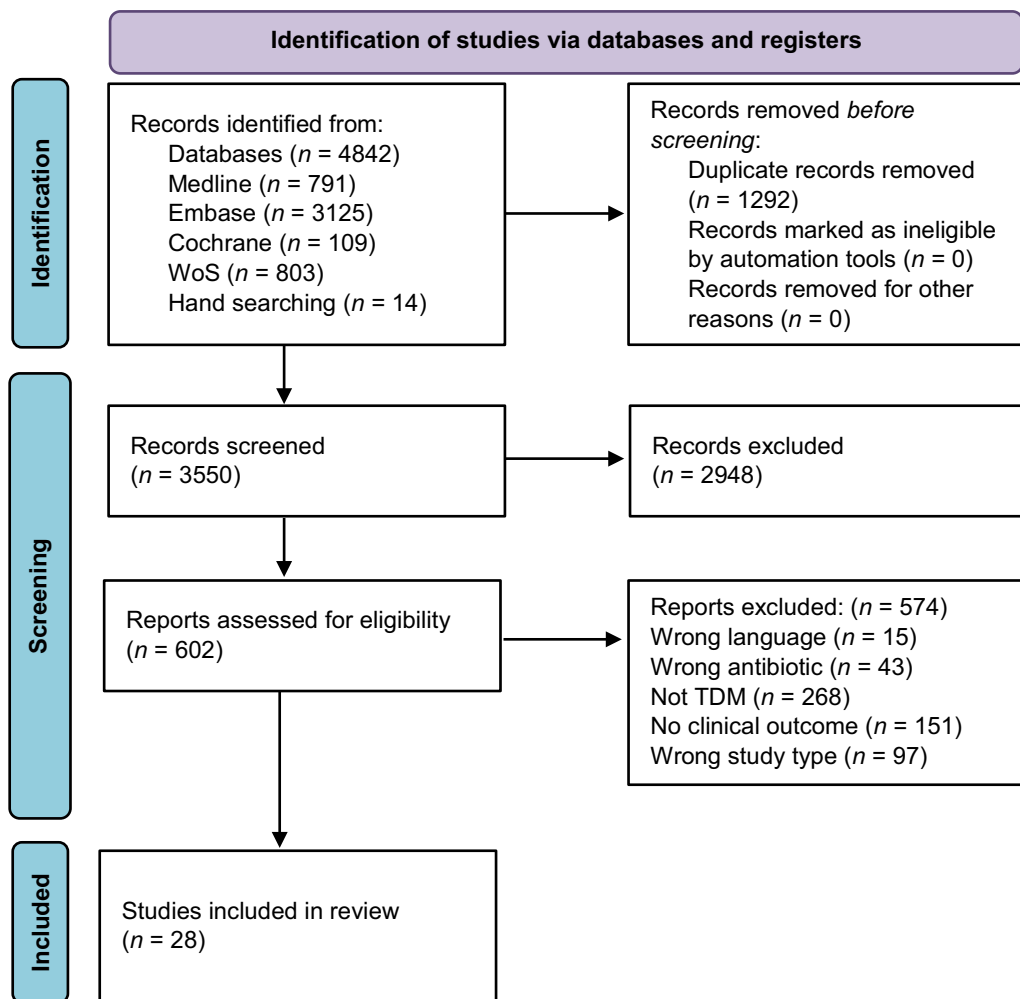 Identification of studies via databases and registers
Identification
Records identified from:
Databases (n = 4842)
Medline (n = 791)
Embase (n = 3125)
Cochrane (n = 109)
WoS (n = 803)
Hand searching (n = 14)
Records removed before
screening:
Duplicate records removed
(n = 1292)
Records marked as ineligible
by automation tools (n = 0)
Records removed for other
reasons (n = 0)
Screening
Records screened
(n = 3550)
Records excluded
(n = 2948)
Reports assessed for eligibility
(n = 602)
Reports excluded: (n = 574)
Wrong language (n = 15)
Wrong antibiotic (n = 43)
Not TDM (n = 268)
No clinical outcome (n = 151)
Wrong study type (n = 97)
Included
Studies included in review
(n = 28)